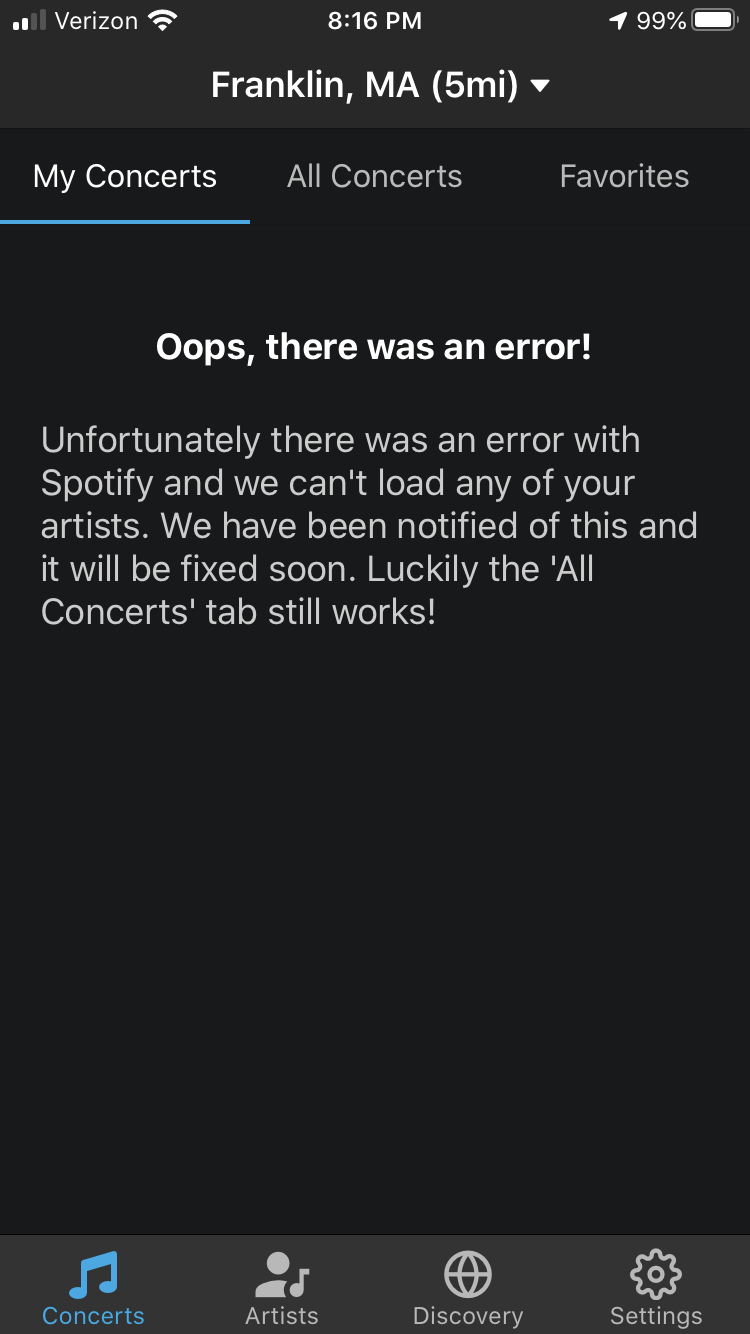 Verizon 8:16 PM 99%
Franklin, MA (5mi)
My Concerts All Concerts Favorites
Oops, there was an error!
Unfortunately there was an error with
Spotify and we can't load any of your
artists. We have been notified of this and
it will be fixed soon. Luckily the 'All
Concerts' tab still works!
Concerts Artists Discovery Settings